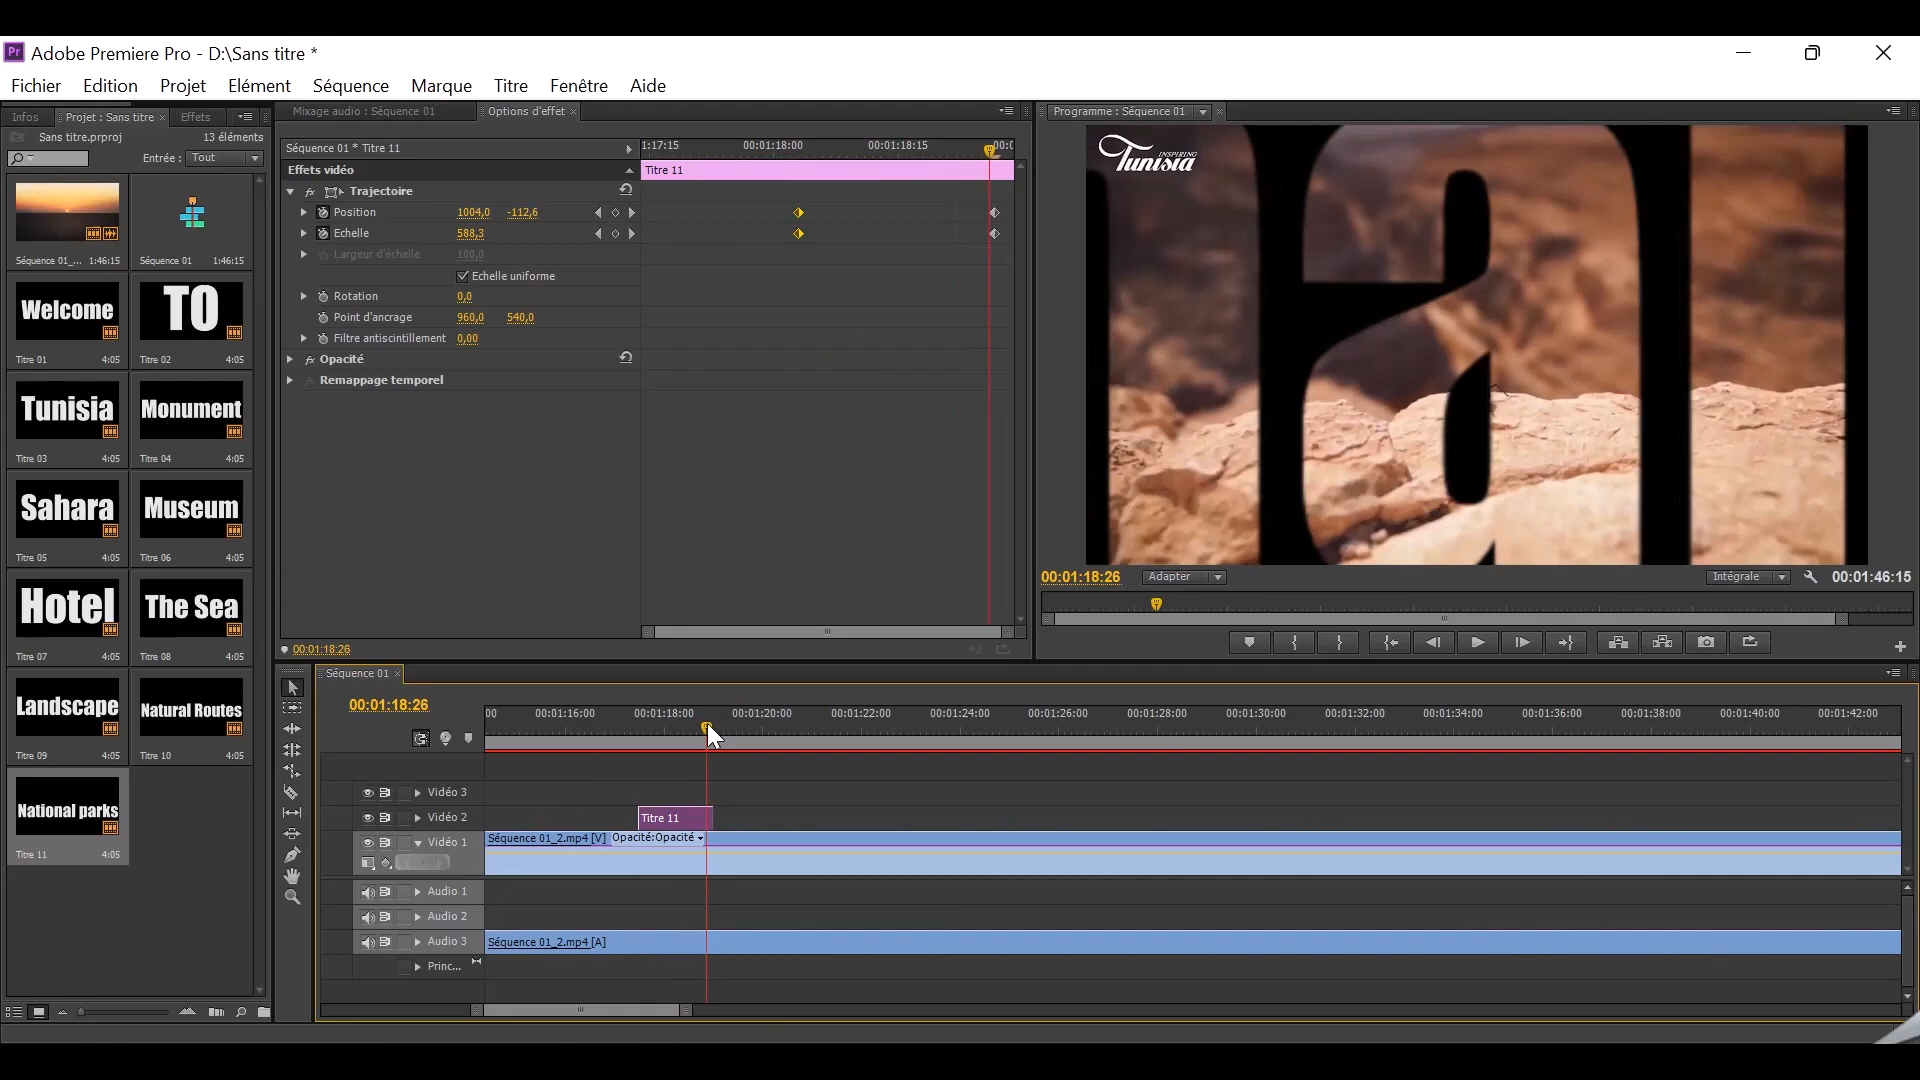 Pr Adobe Premiere Pro - D:\Sans titre *
Fichier Edition Projet Elément Séquence Marque Titre Fenêtre Aide
Infos Projet : Sans titre × Effets
Sans titre.prproj 13 éléments
Entrée : Tout
Séquence 01_... 1:46:15 Séquence 01 1:46:15
Welcome TO
Titre 01 4:05 Titre 02 4:05
Tunisia Monument
Titre 03 4:05 Titre 04 4:05
Sahara Museum
Titre 05 4:05 Titre 06 4:05
Hotel The Sea
Titre 07 4:05 Titre 08 4:05
Landscape Natural Routes
Titre 09 4:05 Titre 10 4:05
National parks
Titre 11 4:05
Mixage audio : Séquence 01 Options d'effet ×
Séquence 01 * Titre 11 1:17:15 00:01:18:00 00:01:18:15 00:0
Effets vidéo Titre 11
fx Trajectoire
Position 1004,0 -112,6
Echelle 588,3
Largeur d'échelle 100,0
Echelle uniforme
Rotation 0,0
Point d'ancrage 960,0 540,0
Filtre antiscintillement 0,00
fx Opacité
fx Remappage temporel
00:01:18:26
Programme : Séquence 01 ×
INSPIRING
Tunisia
a
00:01:18:26 Adapter Intégrale 00:01:46:15
Séquence 01 ×
00:01:18:26 00 00:01:16:00 00:01:18:00 00:01:20:00 00:01:22:00 00:01:24:00 00:01:26:00 00:01:28:00 00:01:30:00 00:01:32:00 00:01:34:00 00:01:36:00 00:01:38:00 00:01:40:00 00:01:42:00
Vidéo 3
Vidéo 2 Titre 11
Vidéo 1 Séquence 01_2.mp4 [V] Opacité:Opacité
Audio 1
Audio 2
Audio 3 Séquence 01_2.mp4 [A]
Princ...